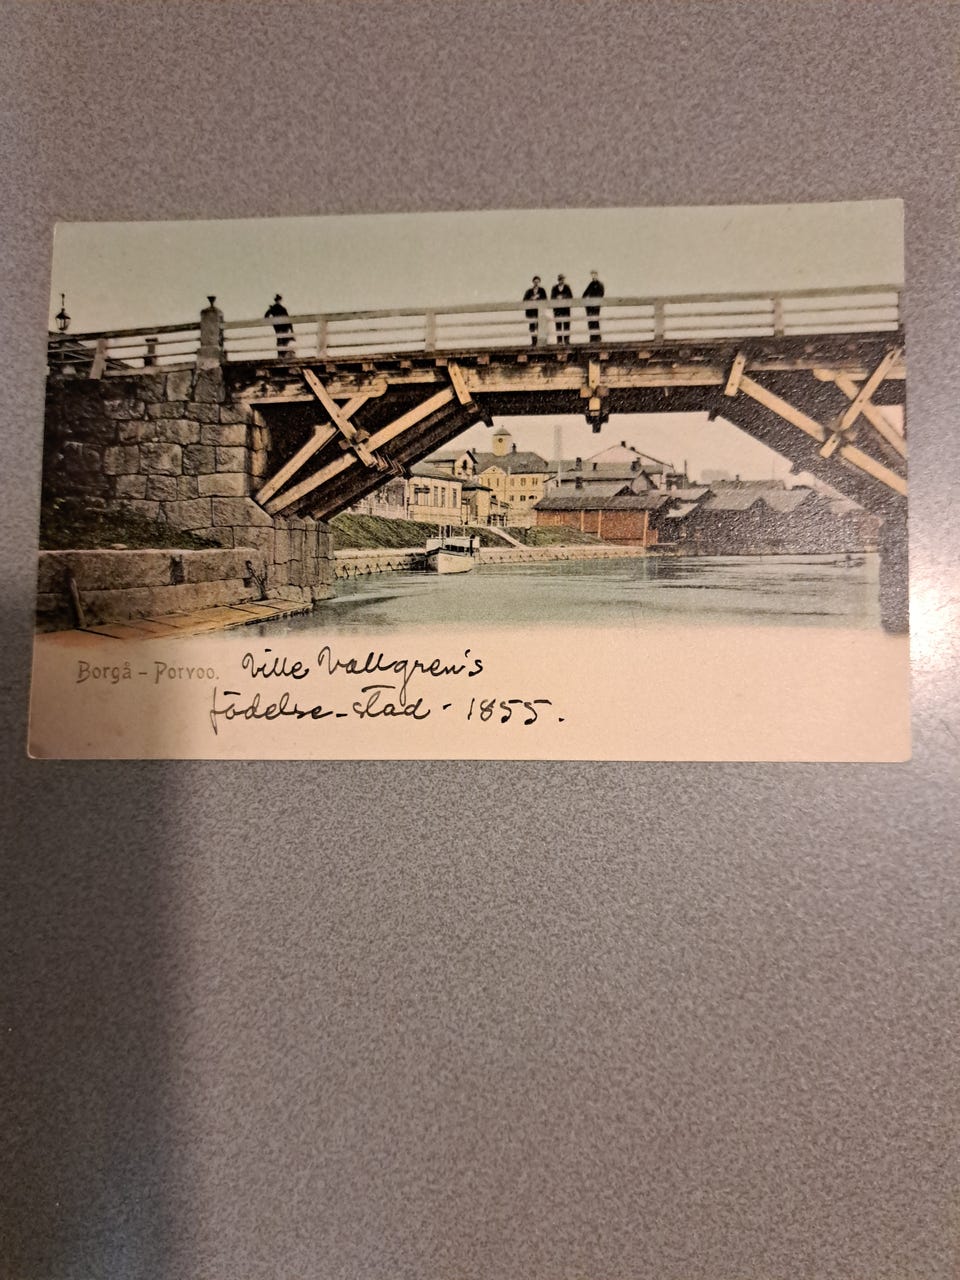 Borgå – Porvoo. Ville Vallgren's
födelse-stad - 1855.